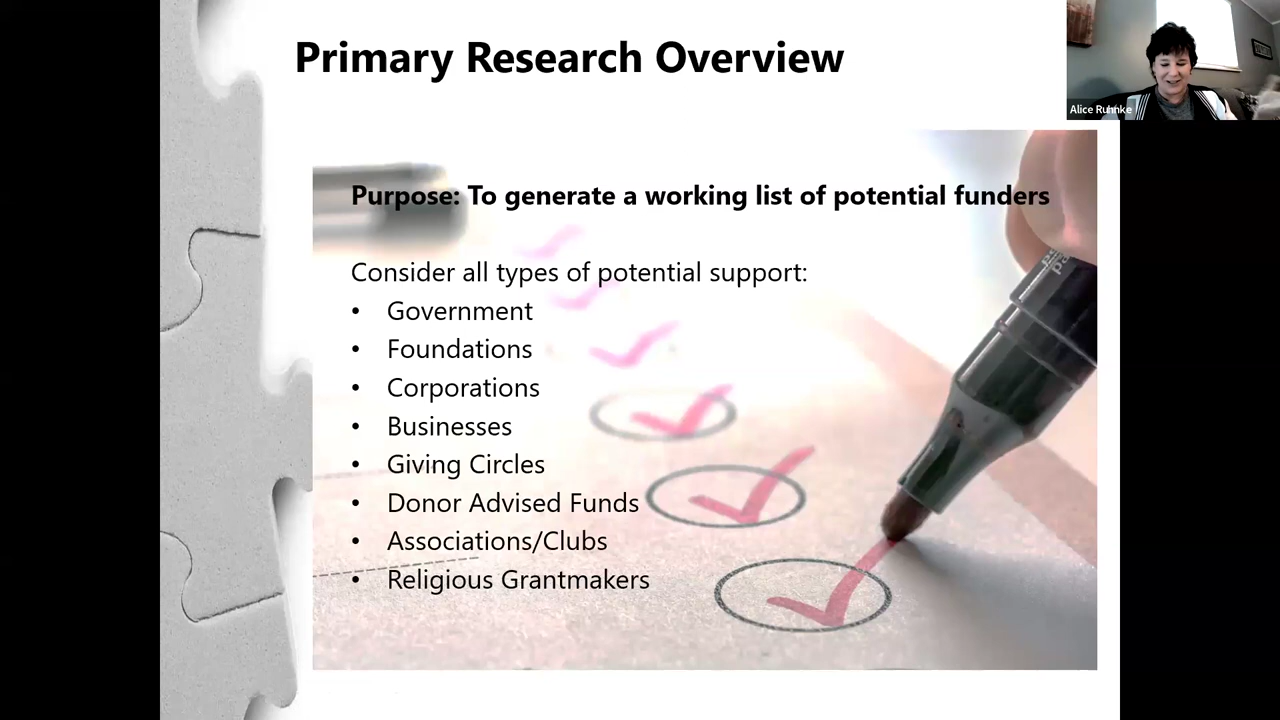 Primary Research Overview
Alice Ruhnke
Purpose: To generate a working list of potential funders
Consider all types of potential support:
• Government
• Foundations
• Corporations
• Businesses
• Giving Circles
• Donor Advised Funds
• Associations/Clubs
• Religious Grantmakers